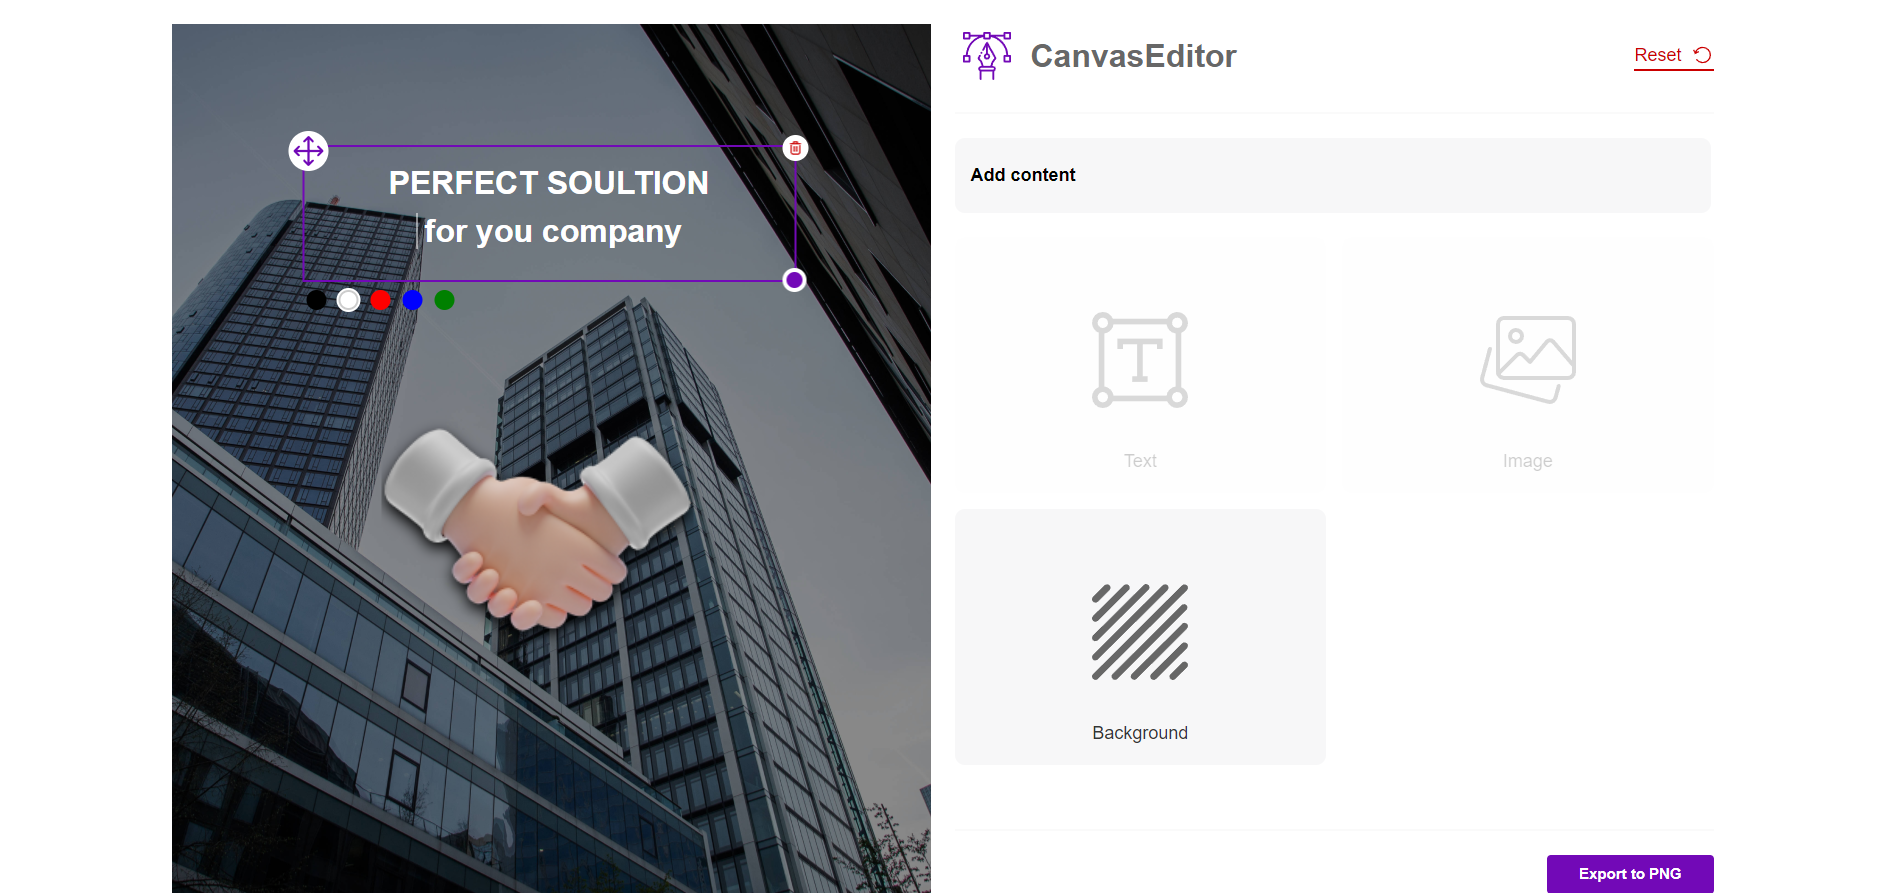 PERFECT SOULTION
for you company
CanvasEditor
Reset
Add content
Text
Image
Background
Export to PNG